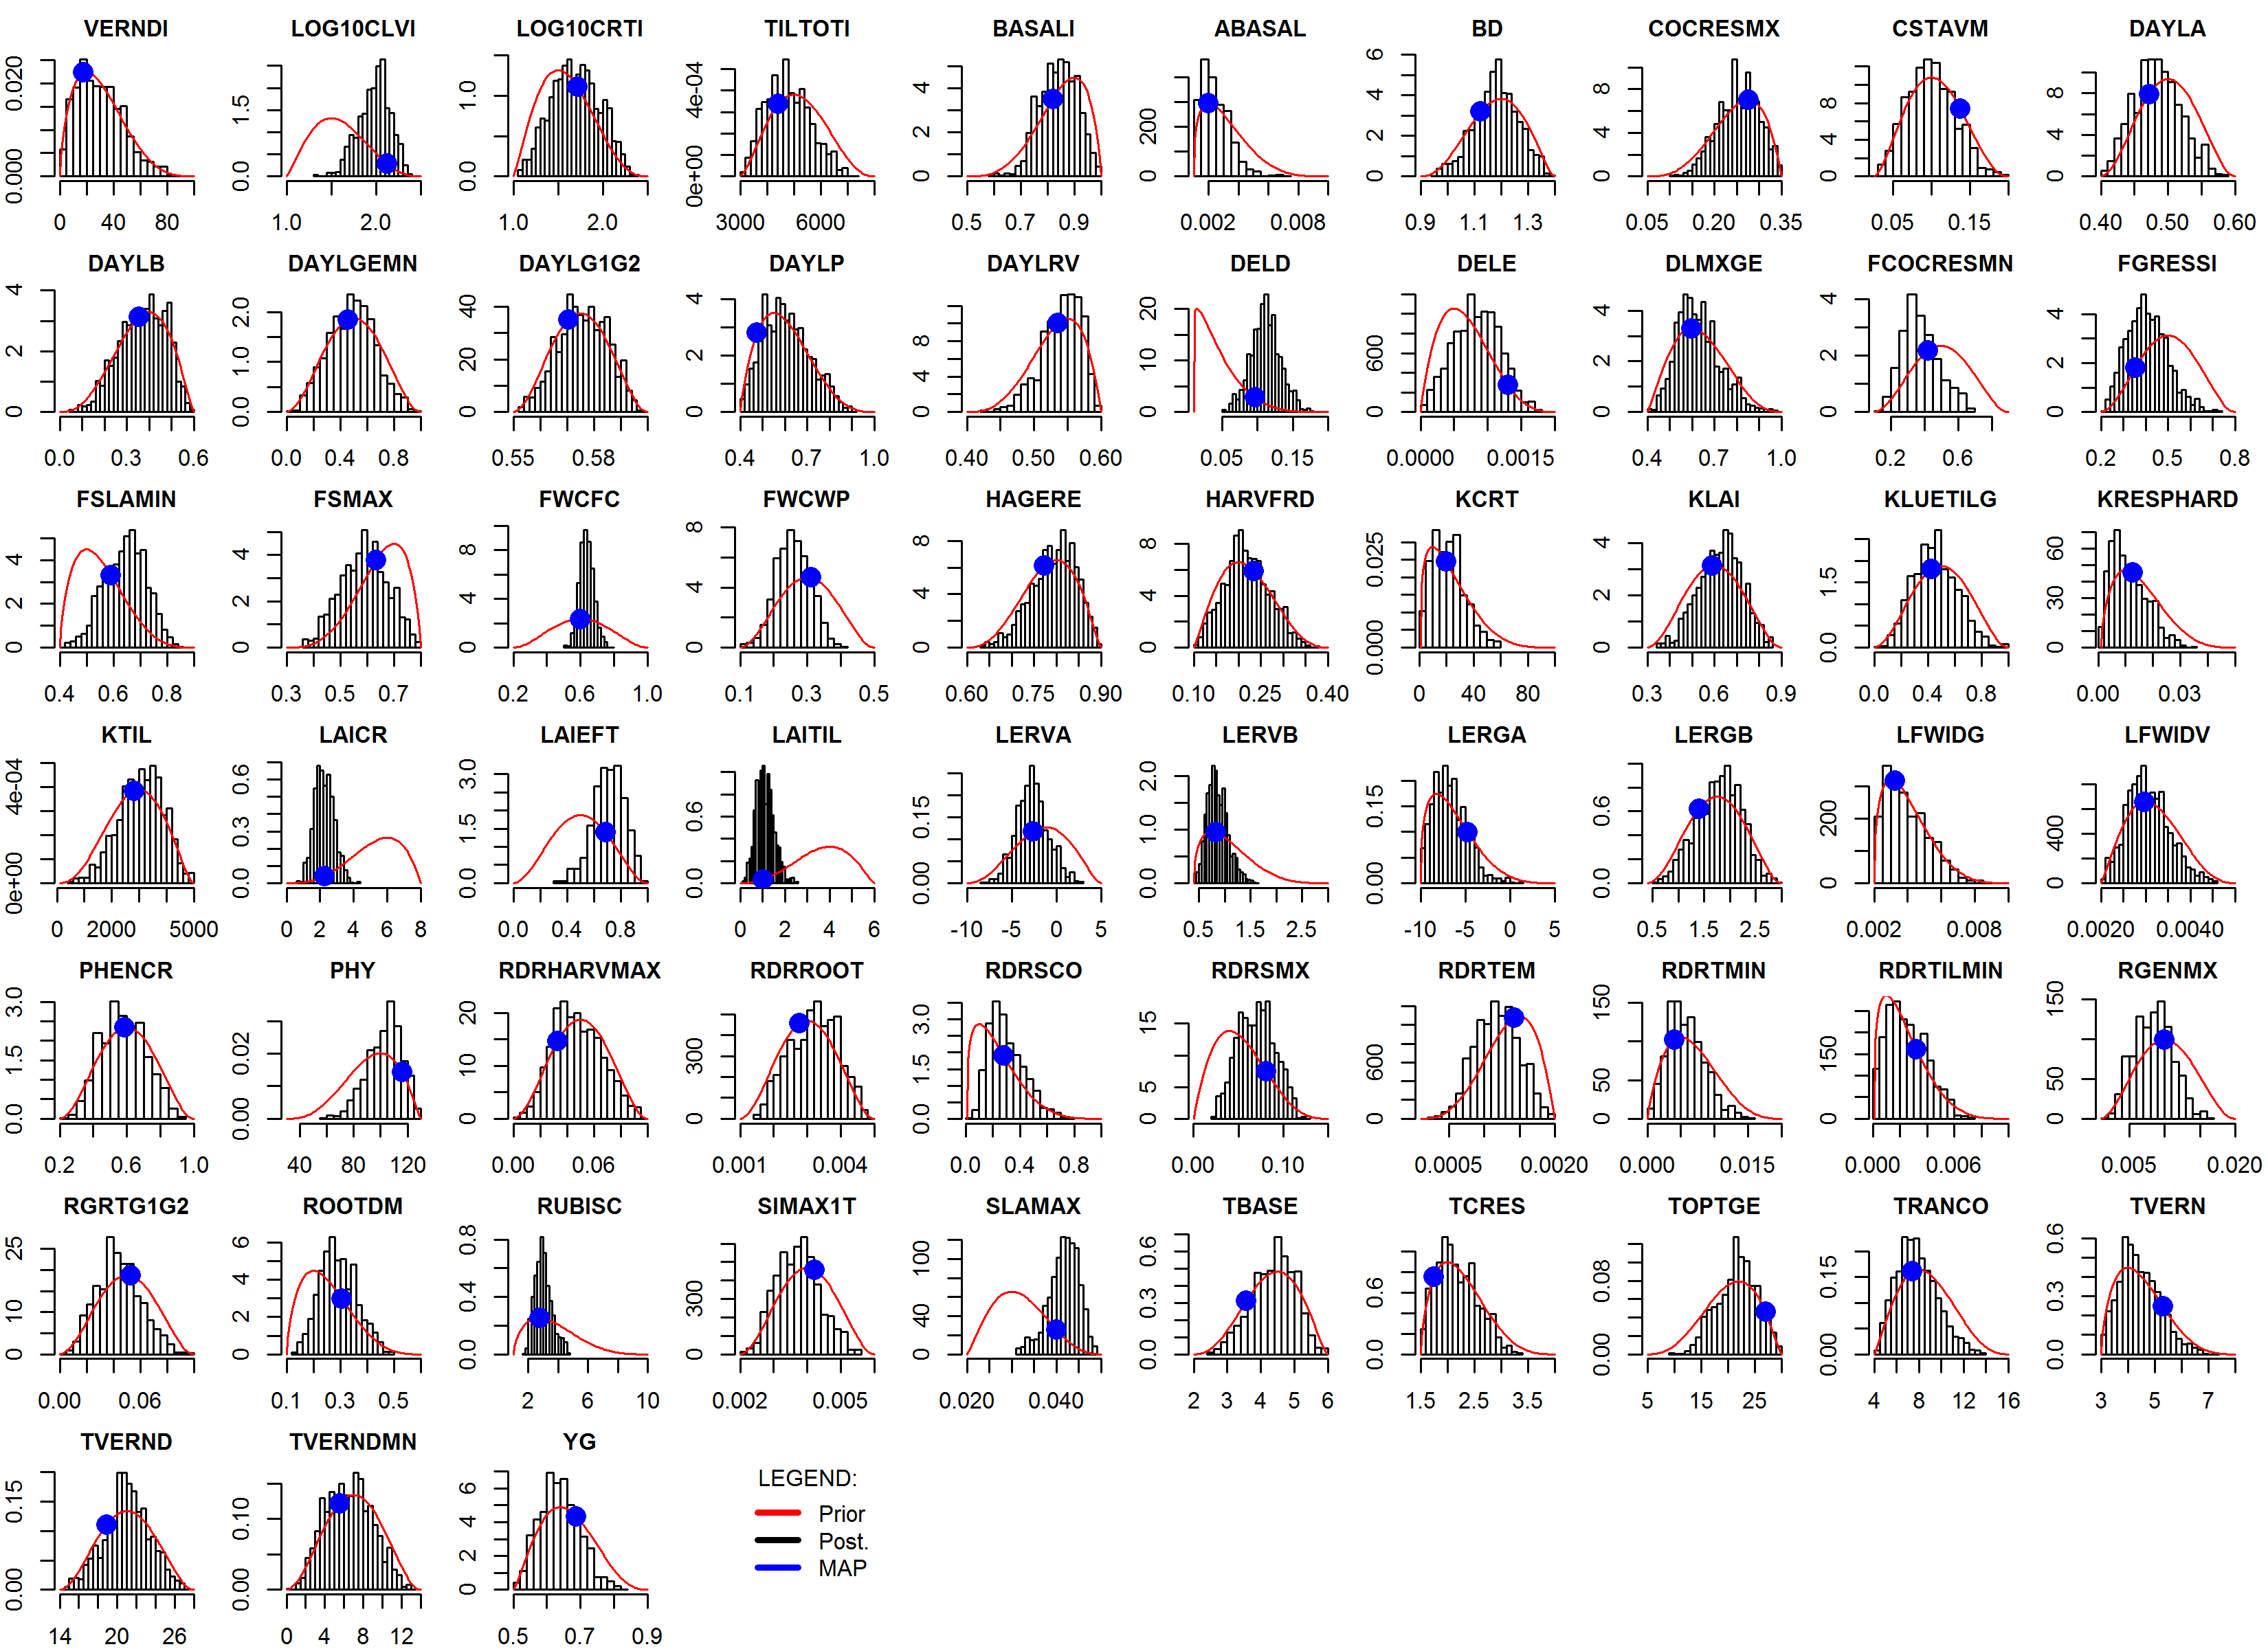 VERNDI LOG10CLVI LOG10CRTI TILTOTI BASALI ABASAL BD COCRESMX CSTAVM DAYLA
0.000 0.020 0.0 1.5 0.0 1.0 0e+00 4e-04 0 2 4 0 200 0 2 4 6 0 4 8 0 4 8 0 4 8
0 40 80 1.0 2.0 1.0 2.0 3000 6000 0.5 0.7 0.9 0.002 0.008 0.9 1.1 1.3 0.05 0.20 0.35 0.05 0.15 0.40 0.50 0.60
DAYLB DAYLGEMN DAYLG1G2 DAYLP DAYLRV DELD DELE DLMXGE FCOCRESMN FGRESSI
0 2 4 0.0 1.0 2.0 0 20 40 0 2 4 0 4 8 0 10 20 0 600 0 2 4 0 2 4 0 2 4
0.0 0.3 0.6 0.0 0.4 0.8 0.55 0.58 0.4 0.7 1.0 0.40 0.50 0.60 0.05 0.15 0.0000 0.0015 0.4 0.7 1.0 0.2 0.6 0.2 0.5 0.8
FSLAMIN FSMAX FWCFC FWCWP HAGERE HARVFRD KCRT KLAI KLUETILG KRESPHARD
0 2 4 0 2 4 0 4 8 0 4 8 0 4 8 0 4 8 0.000 0.025 0 2 4 0.0 1.5 0 30 60
0.4 0.6 0.8 0.3 0.5 0.7 0.2 0.6 1.0 0.1 0.3 0.5 0.60 0.75 0.90 0.10 0.25 0.40 0 40 80 0.3 0.6 0.9 0.0 0.4 0.8 0.00 0.03
KTIL LAICR LAIEFT LAITIL LERVA LERVB LERGA LERGB LFWIDG LFWIDV
0e+00 4e-04 0.0 0.3 0.6 0.0 1.5 3.0 0.0 0.6 0.00 0.15 0.0 1.0 2.0 0.00 0.15 0.0 0.6 0 200 0 400
0 2000 5000 0 2 4 6 8 0.0 0.4 0.8 0 2 4 6 -10 -5 0 5 0.5 1.5 2.5 -10 -5 0 5 0.5 1.5 2.5 0.002 0.008 0.0020 0.0040
PHENCR PHY RDRHARVMAX RDRROOT RDRSCO RDRSMX RDRTEM RDRTMIN RDRTILMIN RGENMX
0.0 1.5 3.0 0.00 0.02 0 10 20 0 300 0.0 1.5 3.0 0 5 15 0 600 0 50 150 0 150 0 50 150
0.2 0.6 1.0 40 80 120 0.00 0.06 0.001 0.004 0.0 0.4 0.8 0.00 0.10 0.0005 0.0020 0.000 0.015 0.000 0.006 0.005 0.020
RGRTG1G2 ROOTDM RUBISC SIMAX1T SLAMAX TBASE TCRES TOPTGE TRANCO TVERN
0 10 25 0 2 4 6 0.0 0.4 0.8 0 300 0 40 100 0.0 0.3 0.6 0.0 0.6 0.00 0.08 0.00 0.15 0.0 0.3 0.6
0.00 0.06 0.1 0.3 0.5 2 6 10 0.002 0.005 0.020 0.040 2 3 4 5 6 1.5 2.5 3.5 5 15 25 4 8 12 16 3 5 7
TVERND TVERNDMN YG
0.00 0.15 0.00 0.10 0 2 4 6
14 20 26 0 4 8 12 0.5 0.7 0.9
LEGEND:
Prior
Post.
MAP